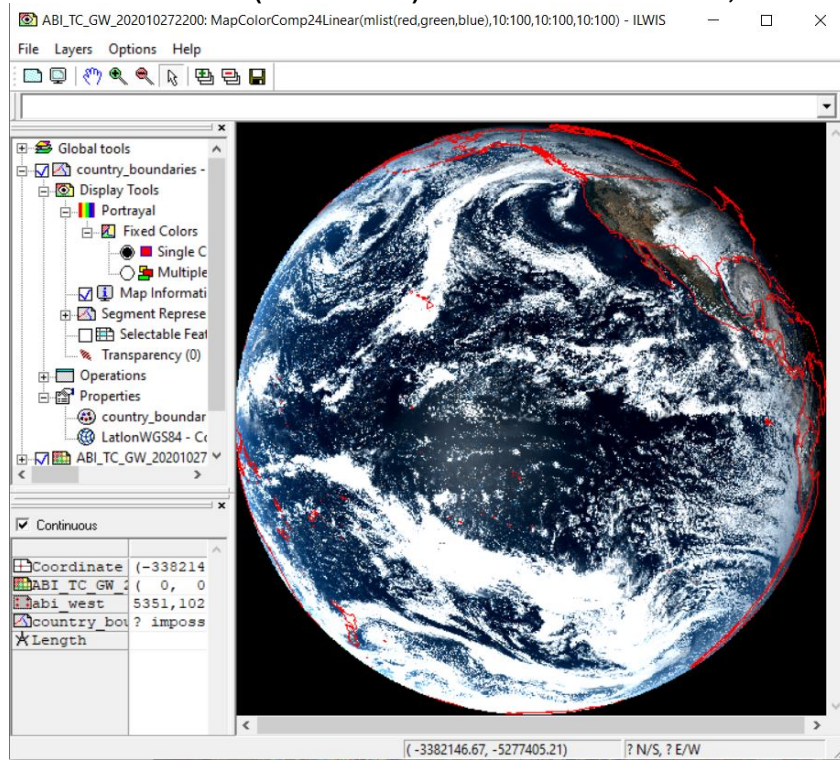 ABI_TC_GW_202010272200: MapColorComp24Linear(mlist(red,green,blue),10:100,10:100,10:100) - ILWIS
File Layers Options Help
Global tools
country_boundaries -
Display Tools
Portrayal
Fixed Colors
Single C
Multiple
Map Informati
Segment Represe
Selectable Feat
Transparency (0)
Operations
Properties
country_boundar
LatlonWGS84 - Co
ABI_TC_GW_20201027
Continuous
Coordinate (-338214
ABI_TC_GW_2 ( 0, 0
abi_west 5351,102
country_bou ? imposs
Length
( -3382146.67, -5277405.21) ? N/S, ? E/W